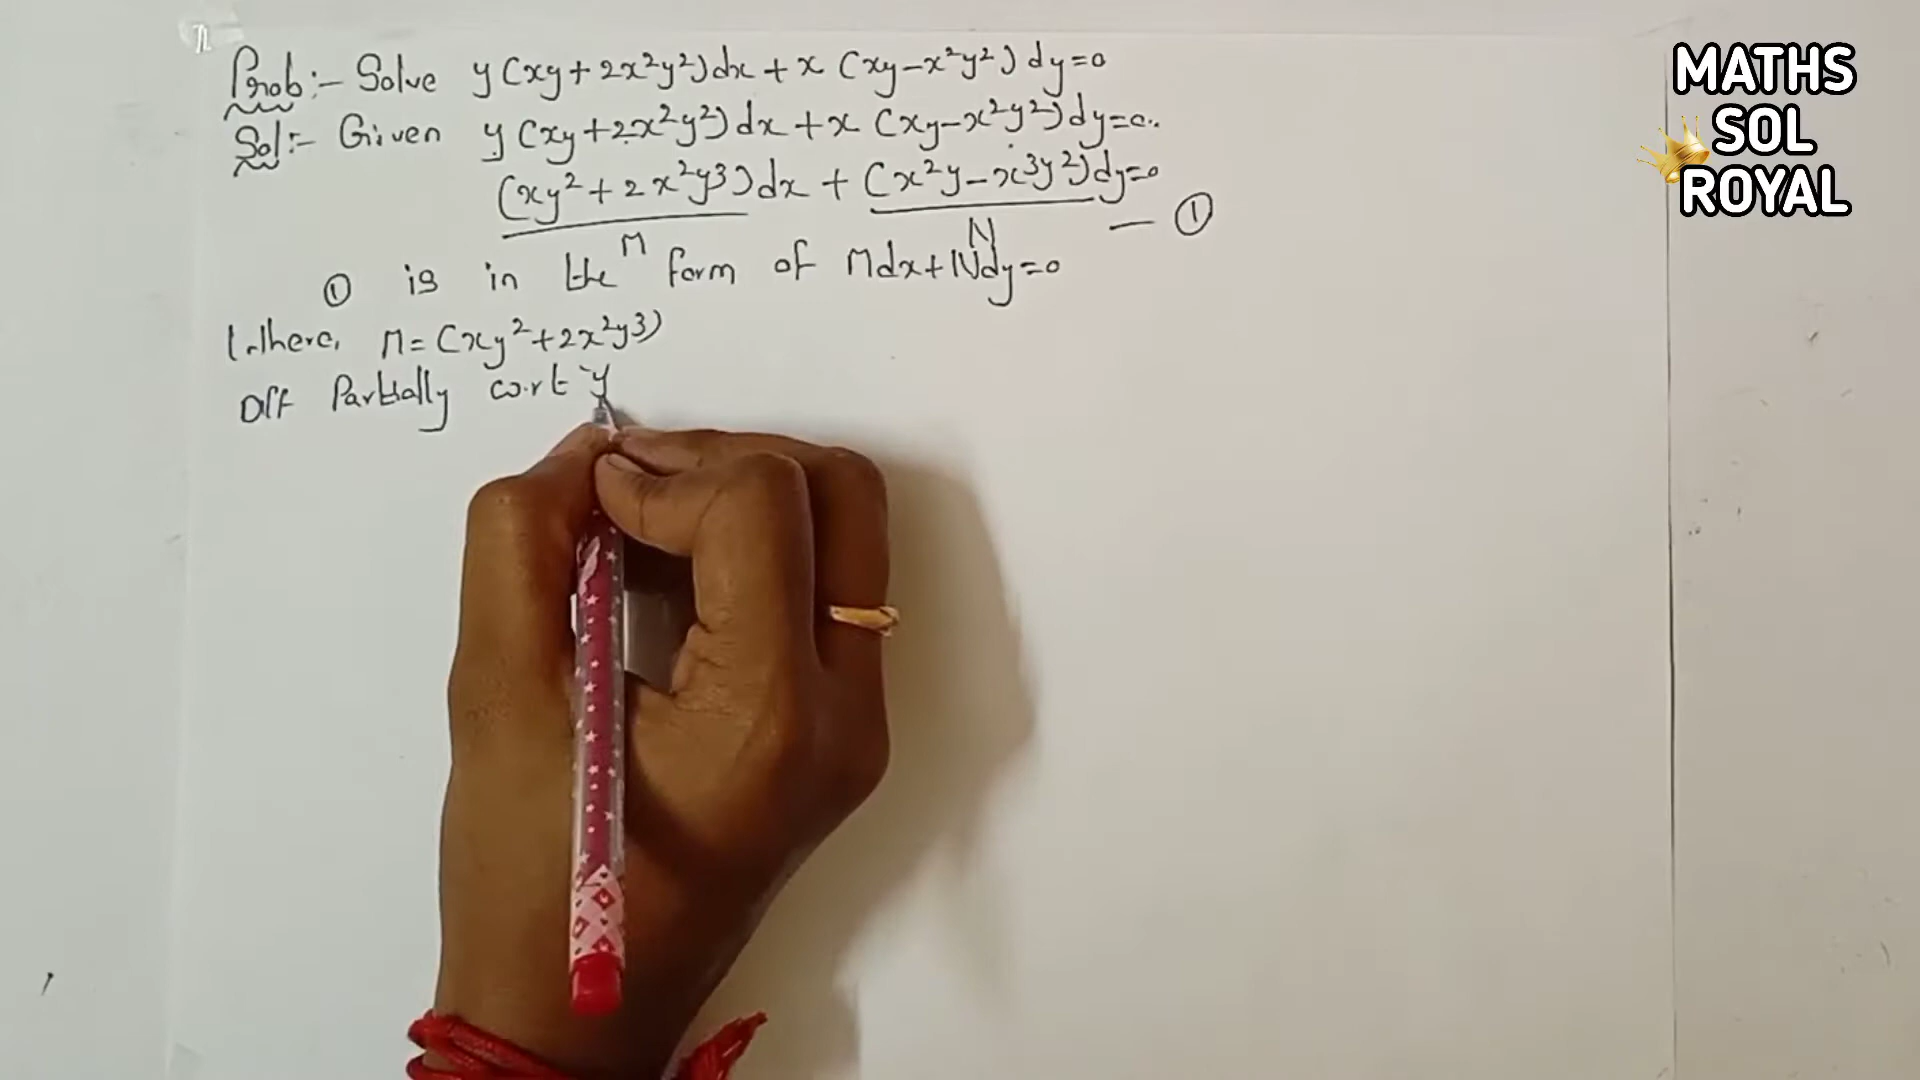 Prob:- Solve y(xy+2x²y²)dx+x(xy-x²y²)dy=0
Sol:- Given y(xy+2x²y²)dx+x(xy-x²y²)dy=0..
(xy²+2x²y³)dx+(x²y-x³y²)dy=0
M N — ①
① is in the form of Mdx+Ndy=0
Where, M=(xy²+2x²y³)
Diff Partially w.r.t 'y
MATHS
SOL
ROYAL